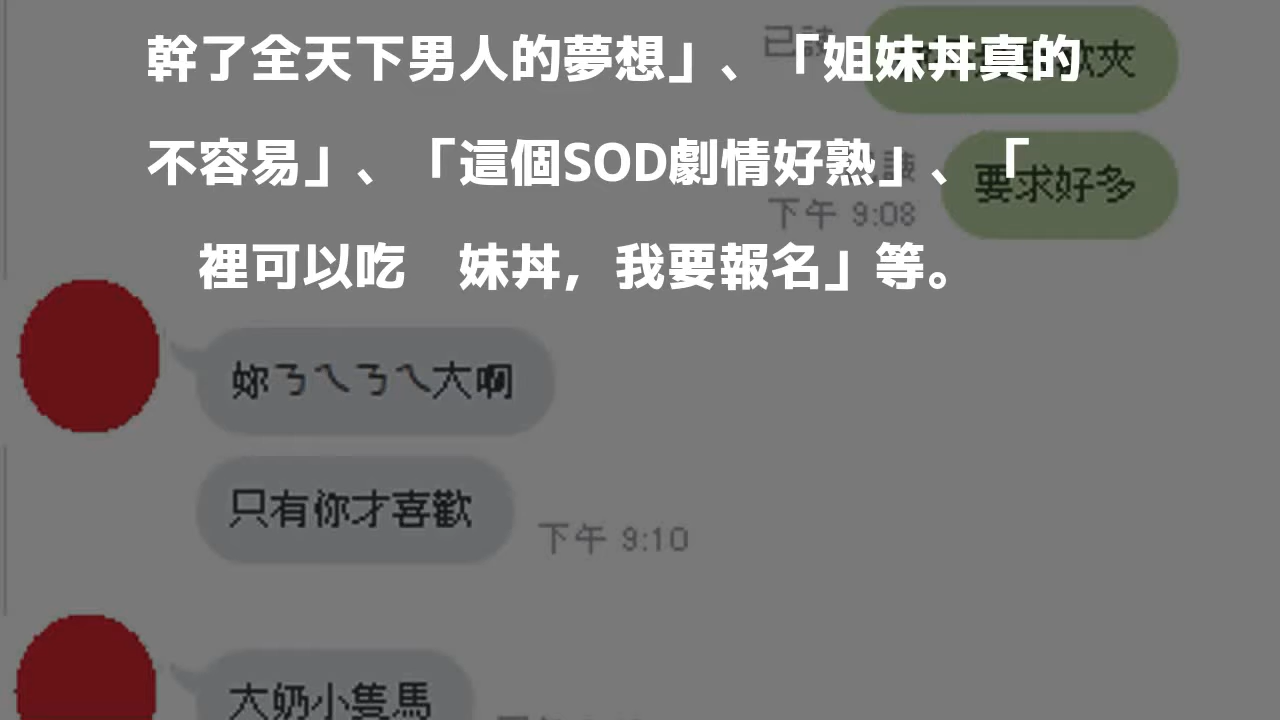 幹了全天下男人的夢想」、「姐妹丼真的
不容易」、「這個SOD劇情好熟」、「
裡可以吃 妹丼，我要報名」等。
夾
要求好多
下午 9:08
妳ㄋㄟㄋㄟ大啊
只有你才喜歡
下午 9:10
大奶小隻馬